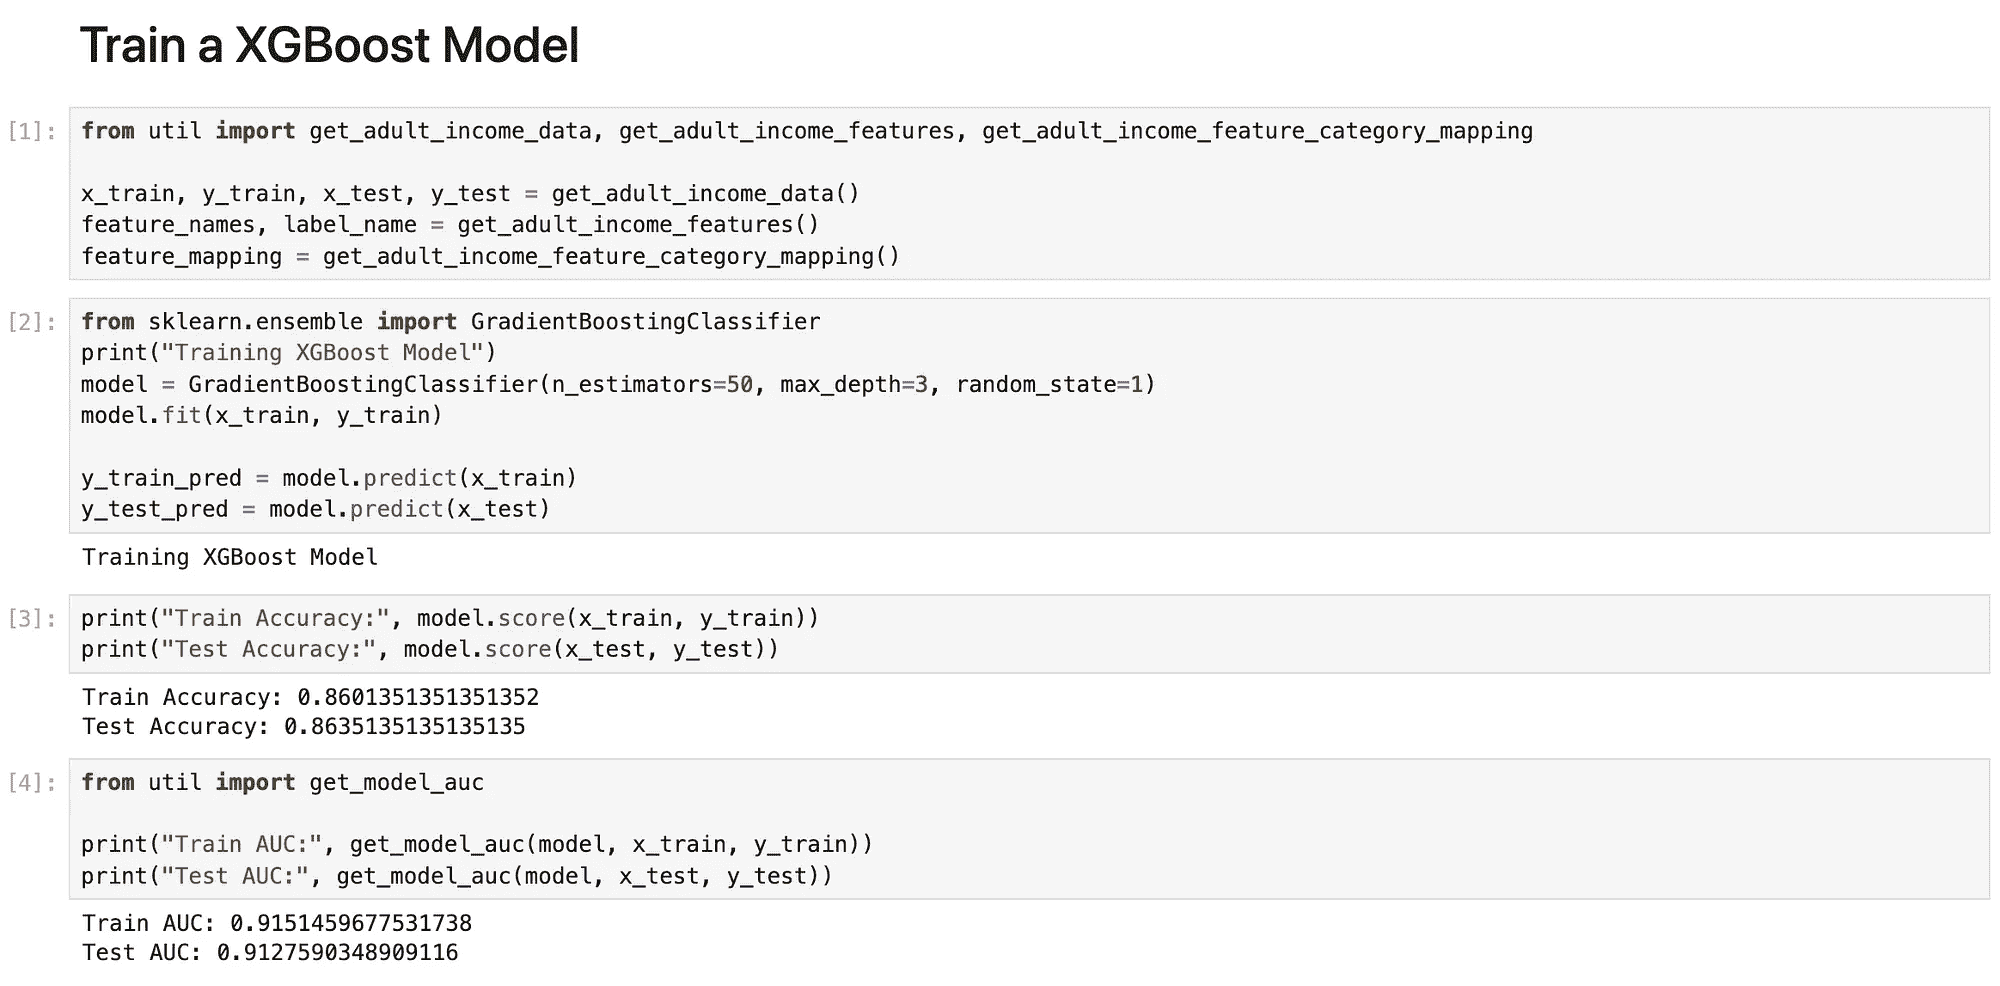 Train a XGBoost Model
[1]: from util import get_adult_income_data, get_adult_income_features, get_adult_income_feature_category_mapping
x_train, y_train, x_test, y_test = get_adult_income_data()
feature_names, label_name = get_adult_income_features()
feature_mapping = get_adult_income_feature_category_mapping()
[2]: from sklearn.ensemble import GradientBoostingClassifier
print("Training XGBoost Model")
model = GradientBoostingClassifier(n_estimators=50, max_depth=3, random_state=1)
model.fit(x_train, y_train)
y_train_pred = model.predict(x_train)
y_test_pred = model.predict(x_test)
Training XGBoost Model
[3]: print("Train Accuracy:", model.score(x_train, y_train))
print("Test Accuracy:", model.score(x_test, y_test))
Train Accuracy: 0.8601351351351352
Test Accuracy: 0.8635135135135135
[4]: from util import get_model_auc
print("Train AUC:", get_model_auc(model, x_train, y_train))
print("Test AUC:", get_model_auc(model, x_test, y_test))
Train AUC: 0.9151459677531738
Test AUC: 0.9127590348909116